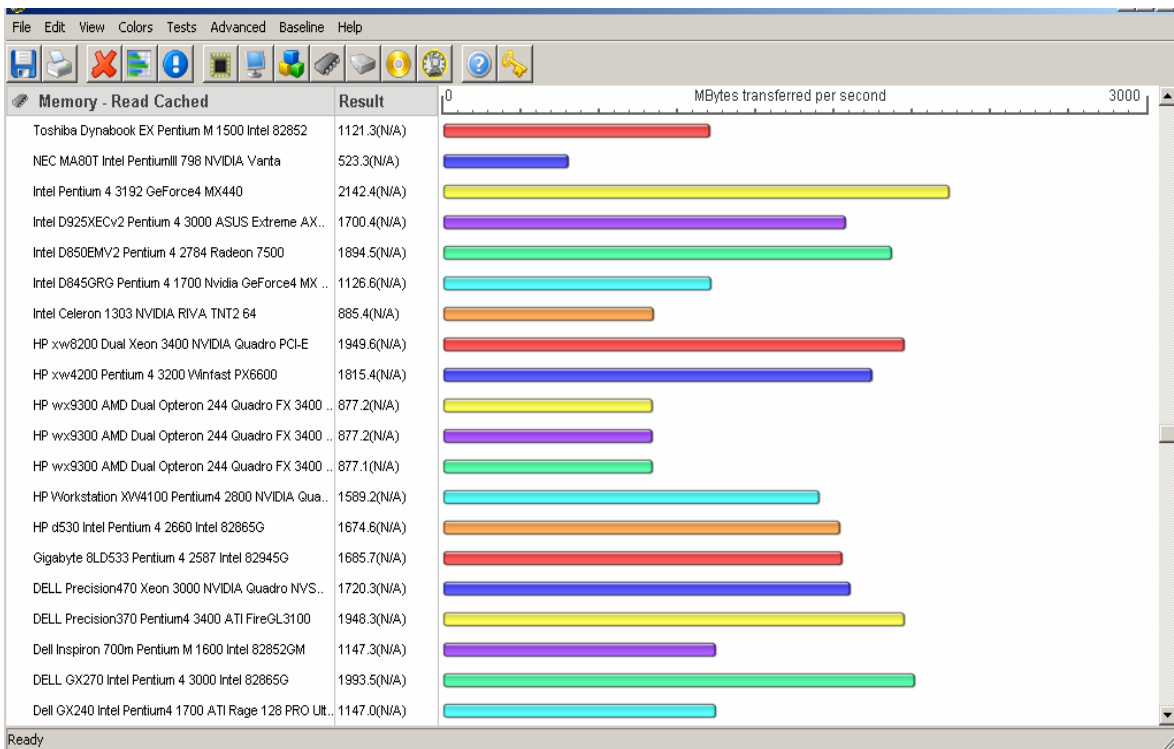 File Edit View Colors Tests Advanced Baseline Help
Memory - Read Cached Result 0 MBytes transferred per second 3000
Toshiba Dynabook EX Pentium M 1500 Intel 82852 1121.3(N/A)
NEC MA80T Intel PentiumIII 798 NVIDIA Vanta 523.3(N/A)
Intel Pentium 4 3192 GeForce4 MX440 2142.4(N/A)
Intel D925XECv2 Pentium 4 3000 ASUS Extreme AX.. 1700.4(N/A)
Intel D850EMV2 Pentium 4 2784 Radeon 7500 1894.5(N/A)
Intel D845GRG Pentium 4 1700 Nvidia GeForce4 MX .. 1126.6(N/A)
Intel Celeron 1303 NVIDIA RIVA TNT2 64 885.4(N/A)
HP xw8200 Dual Xeon 3400 NVIDIA Quadro PCI-E 1949.6(N/A)
HP xw4200 Pentium 4 3200 Winfast PX6600 1815.4(N/A)
HP wx9300 AMD Dual Opteron 244 Quadro FX 3400 .. 877.2(N/A)
HP wx9300 AMD Dual Opteron 244 Quadro FX 3400 .. 877.2(N/A)
HP wx9300 AMD Dual Opteron 244 Quadro FX 3400 .. 877.1(N/A)
HP Workstation XW4100 Pentium4 2800 NVIDIA Qua.. 1589.2(N/A)
HP d530 Intel Pentium 4 2660 Intel 82865G 1674.6(N/A)
Gigabyte 8LD533 Pentium 4 2587 Intel 82945G 1685.7(N/A)
DELL Precision470 Xeon 3000 NVIDIA Quadro NVS.. 1720.3(N/A)
DELL Precision370 Pentium4 3400 ATI FireGL3100 1948.3(N/A)
Dell Inspiron 700m Pentium M 1600 Intel 82852GM 1147.3(N/A)
DELL GX270 Intel Pentium 4 3000 Intel 82865G 1993.5(N/A)
Dell GX240 Intel Pentium4 1700 ATI Rage 128 PRO Ult.. 1147.0(N/A)
Ready